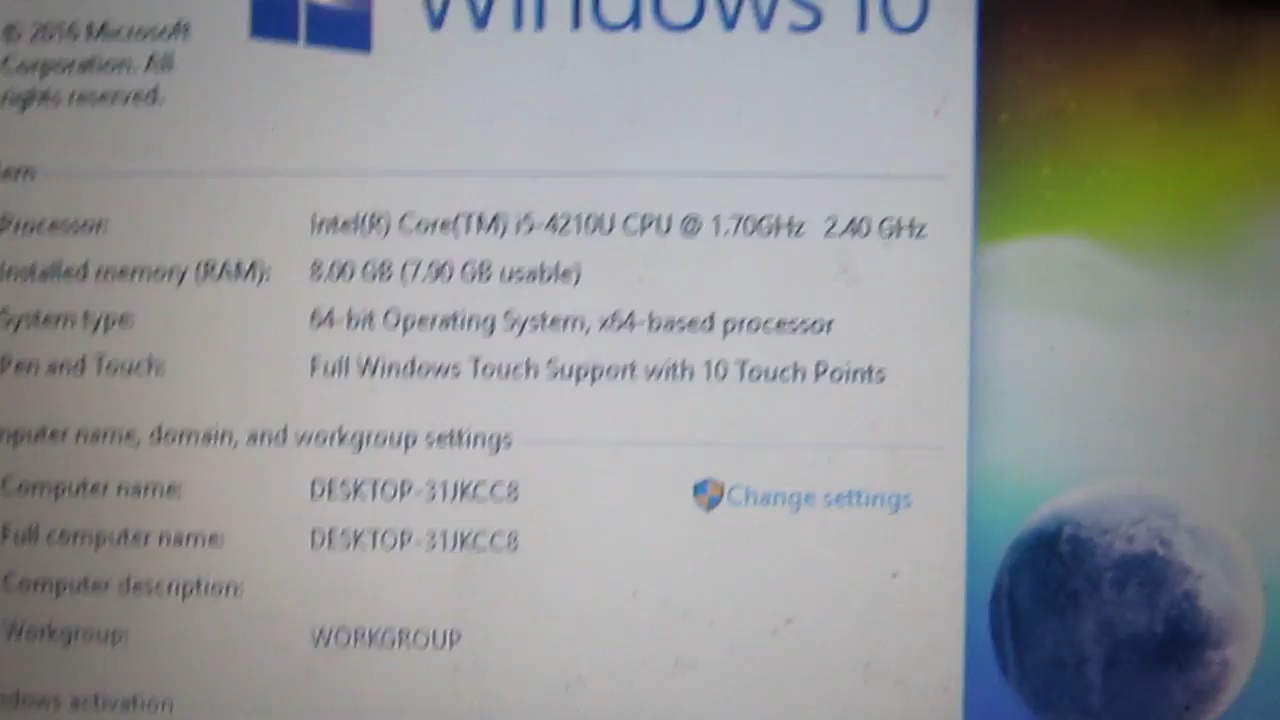 Windows 10
© 2016 Microsoft
Corporation. All
rights reserved.
Processor: Intel(R) Core(TM) i5-4210U CPU @ 1.70GHz 2.40 GHz
Installed memory (RAM): 8.00 GB (7.90 GB usable)
System type: 64-bit Operating System, x64-based processor
Pen and Touch: Full Windows Touch Support with 10 Touch Points
mputer name, domain, and workgroup settings
Computer name: DESKTOP-31JKCC8 Change settings
Full computer name: DESKTOP-31JKCC8
Computer description:
Workgroup: WORKGROUP
ndows activation